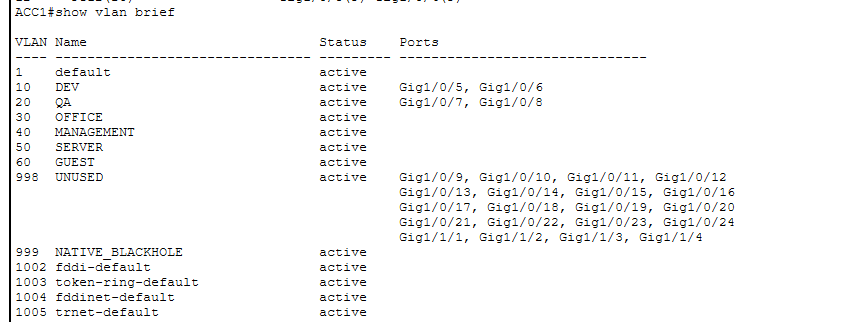 ACC1#show vlan brief
VLAN Name Status Ports
---- -------------------------------- --------- -------------------------------
1 default active
10 DEV active Gig1/0/5, Gig1/0/6
20 QA active Gig1/0/7, Gig1/0/8
30 OFFICE active
40 MANAGEMENT active
50 SERVER active
60 GUEST active
998 UNUSED active Gig1/0/9, Gig1/0/10, Gig1/0/11, Gig1/0/12
Gig1/0/13, Gig1/0/14, Gig1/0/15, Gig1/0/16
Gig1/0/17, Gig1/0/18, Gig1/0/19, Gig1/0/20
Gig1/0/21, Gig1/0/22, Gig1/0/23, Gig1/0/24
Gig1/1/1, Gig1/1/2, Gig1/1/3, Gig1/1/4
999 NATIVE_BLACKHOLE active
1002 fddi-default active
1003 token-ring-default active
1004 fddinet-default active
1005 trnet-default active